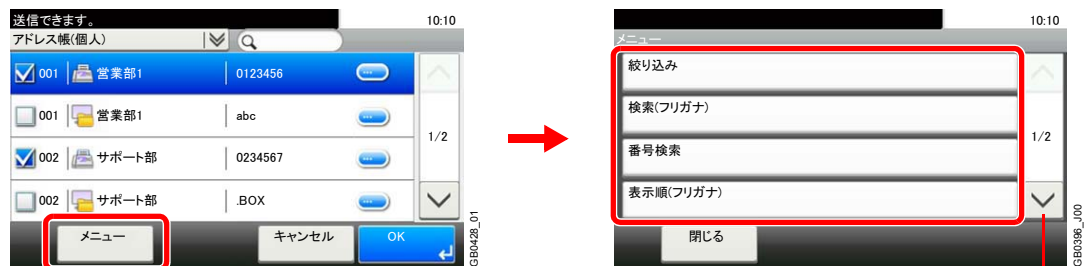 送信できます。
10:10
アドレス帳(個人)
001 営業部1 0123456
001 営業部1 abc
1/2
002 サポート部 0234567
002 サポート部 .BOX
メニュー キャンセル OK
GB0428_01
10:10
メニュー
絞り込み
検索(フリガナ)
1/2
番号検索
表示順(フリガナ)
閉じる
GB0396_J00